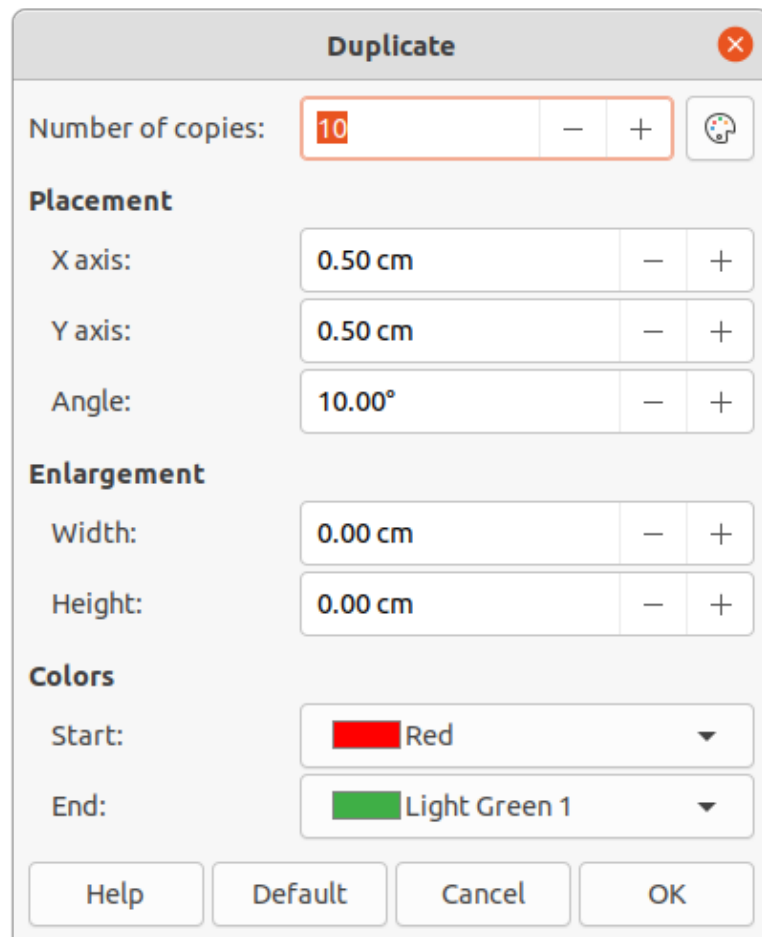 Duplicate
Number of copies: 10
Placement
X axis: 0.50 cm
Y axis: 0.50 cm
Angle: 10.00°
Enlargement
Width: 0.00 cm
Height: 0.00 cm
Colors
Start: Red
End: Light Green 1
Help Default Cancel OK